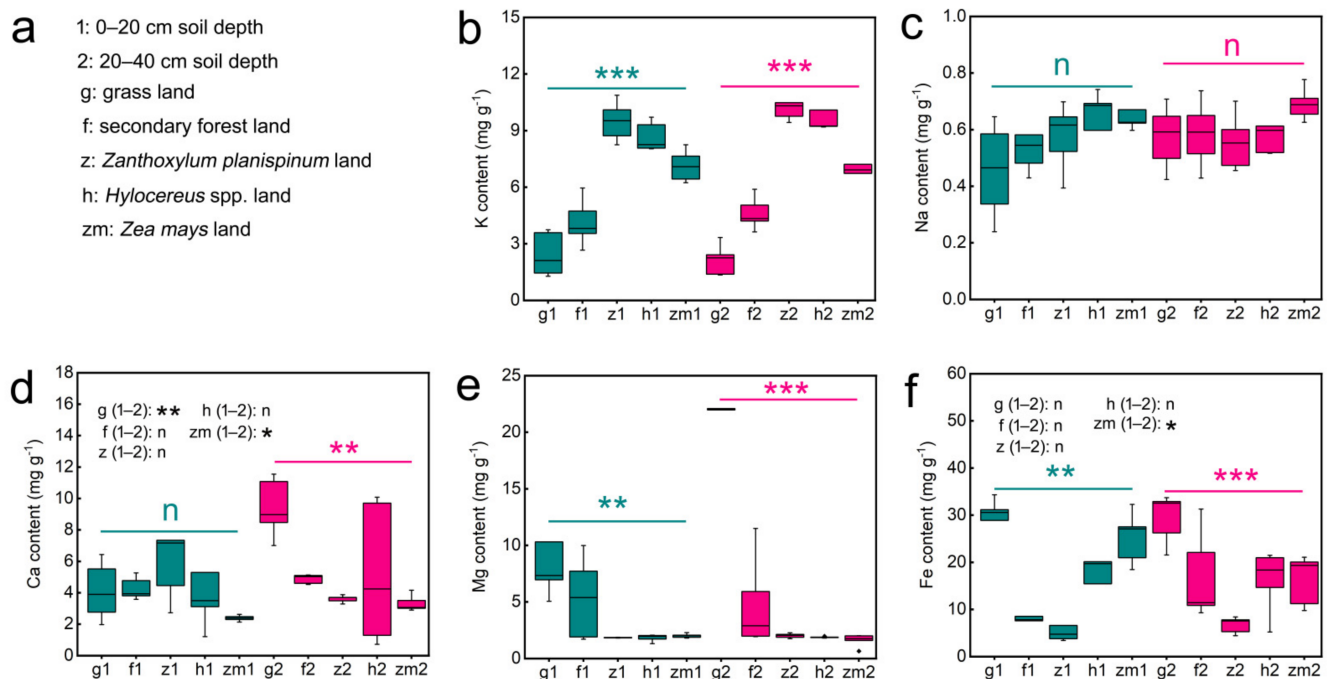 a
1: 0–20 cm soil depth
2: 20–40 cm soil depth
g: grass land
f: secondary forest land
z: Zanthoxylum planispinum land
h: Hylocereus spp. land
zm: Zea mays land
b
K content (mg g⁻¹)
15
12
9
6
3
0
***
***
g1 f1 z1 h1 zm1 g2 f2 z2 h2 zm2
c
Na content (mg g⁻¹)
1.0
0.8
0.6
0.4
0.2
0.0
n
n
g1 f1 z1 h1 zm1 g2 f2 z2 h2 zm2
d
Ca content (mg g⁻¹)
18
16
14
12
10
8
6
4
2
0
g (1–2): ** h (1–2): n
f (1–2): n zm (1–2): *
z (1–2): n
n
**
g1 f1 z1 h1 zm1 g2 f2 z2 h2 zm2
e
Mg content (mg g⁻¹)
25
20
15
10
5
0
**
***
g1 f1 z1 h1 zm1 g2 f2 z2 h2 zm2
f
Fe content (mg g⁻¹)
60
50
40
30
20
10
0
g (1–2): n h (1–2): n
f (1–2): n zm (1–2): *
z (1–2): n
**
***
g1 f1 z1 h1 zm1 g2 f2 z2 h2 zm2